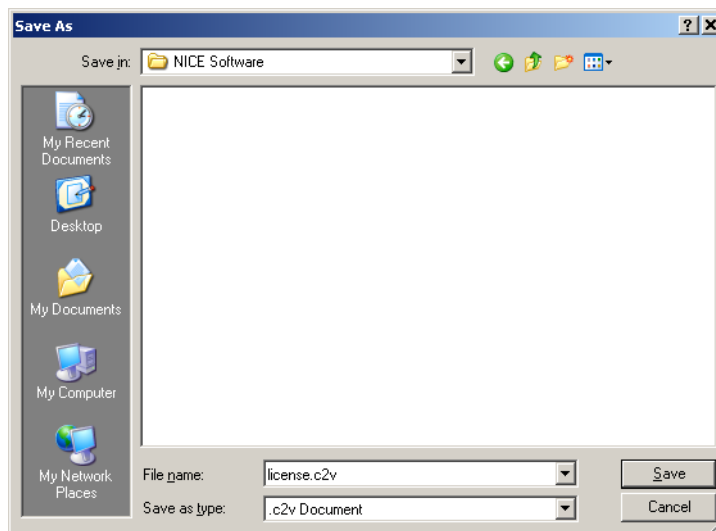 Save As
Save in: NICE Software
My Recent
Documents
Desktop
My Documents
My Computer
My Network
Places
File name: license.c2v Save
Save as type: .c2v Document Cancel